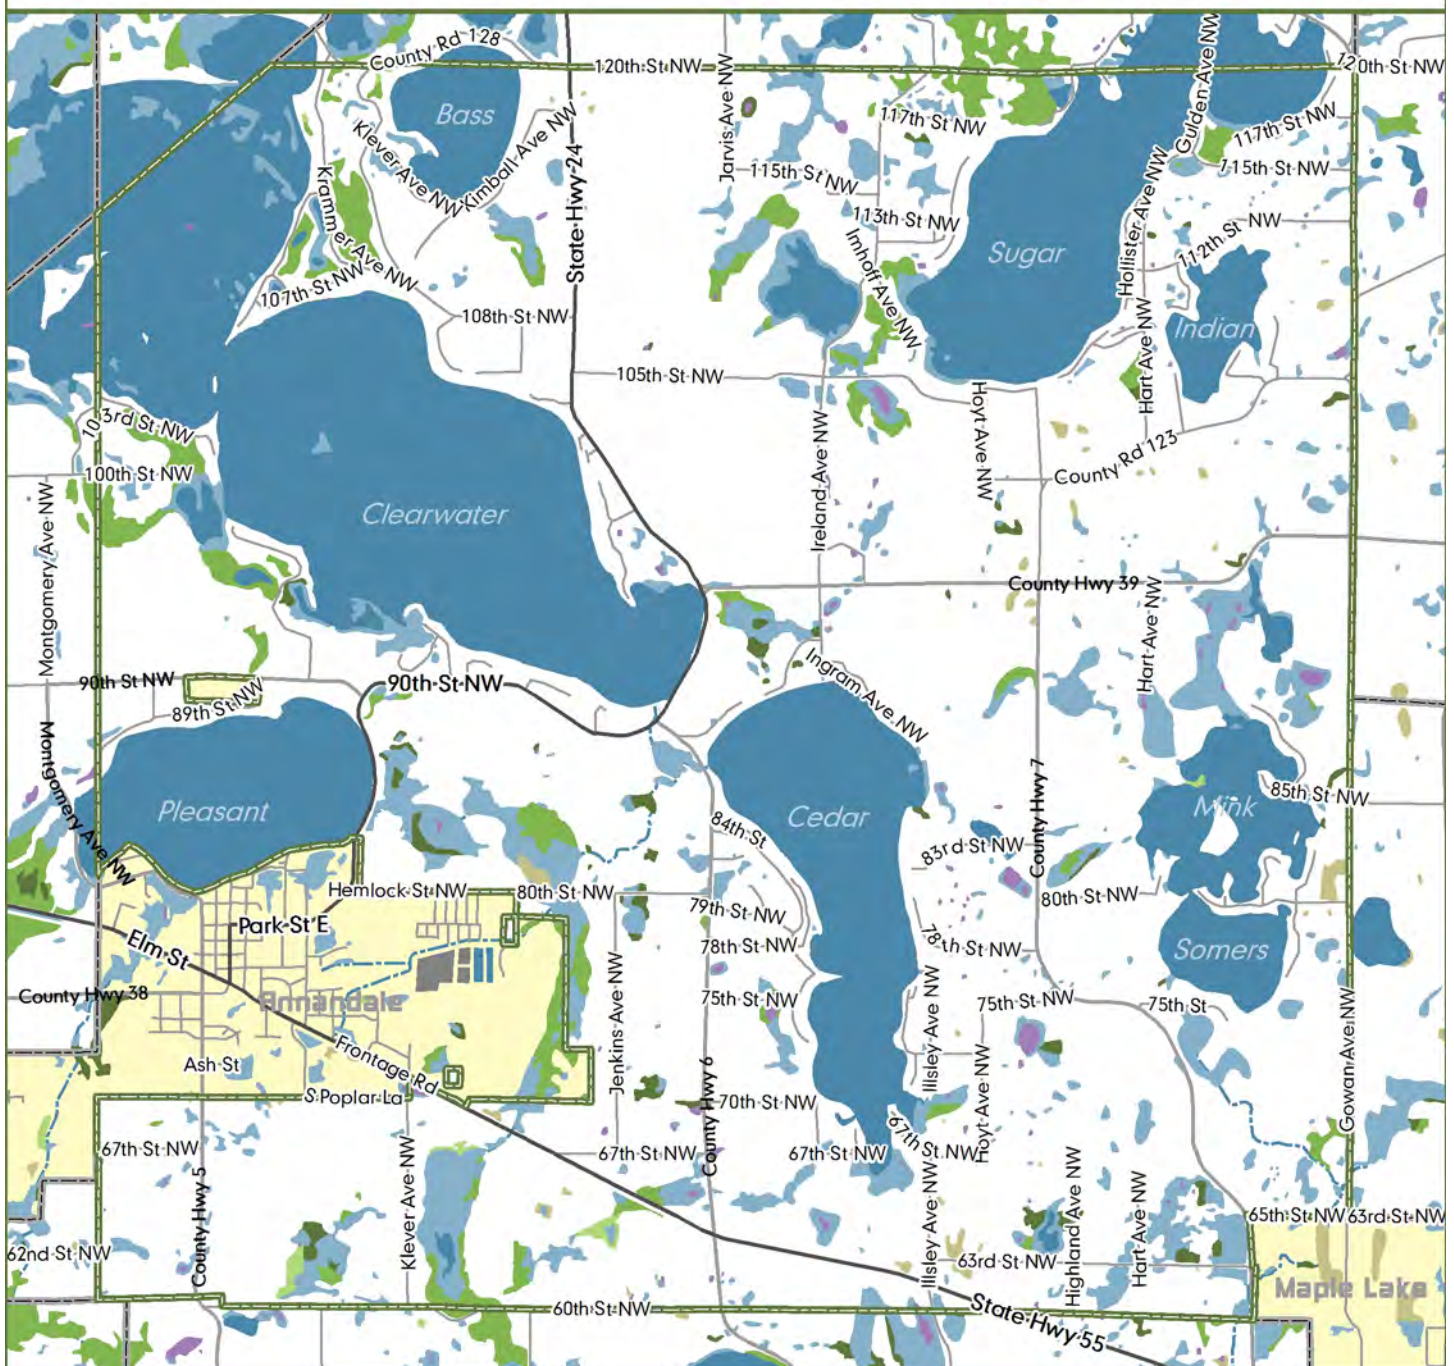 County Rd 128
120th St NW
120th St NW
Gulden Ave NW
Jarvis Ave NW
Bass
Klever Ave NW
Kimball Ave NW
State Hwy 24
117th St NW
117th St NW
115th St NW
115th St NW
Krammer Ave NW
113th St NW
Imhoff Ave NW
Sugar
Hollister Ave NW
112th St NW
107th St NW
108th St NW
Indian
105th St NW
Hart Ave NW
Hoyt Ave NW
103rd St NW
100th St NW
Ireland Ave NW
County Rd 123
Clearwater
Montgomery Ave NW
County Hwy 39
Hart Ave NW
90th St NW
90th St NW
89th St NW
Ingram Ave NW
Montgomery Ave NW
Pleasant
Cedar
County Hwy 7
Mink
85th St NW
84th St
83rd St NW
Hemlock St NW
80th St NW
80th St NW
79th St NW
Park St E
Elm St
78th St NW
78th St NW
Somers
County Hwy 38
Annandale
75th St NW
75th St NW
75th St
Jenkins Ave NW
Illsley Ave NW
Gowan Ave NW
Ash St
Frontage Rd
S Poplar La
70th St NW
County Hwy 6
Hoyt Ave NW
67th St NW
67th St NW
67th St NW
67th St NW
County Hwy 5
Klever Ave NW
Illsley Ave NW
Highland Ave NW
Hart Ave NW
65th St NW
63rd St NW
62nd St NW
63rd St NW
Maple Lake
60th St NW
State Hwy 55